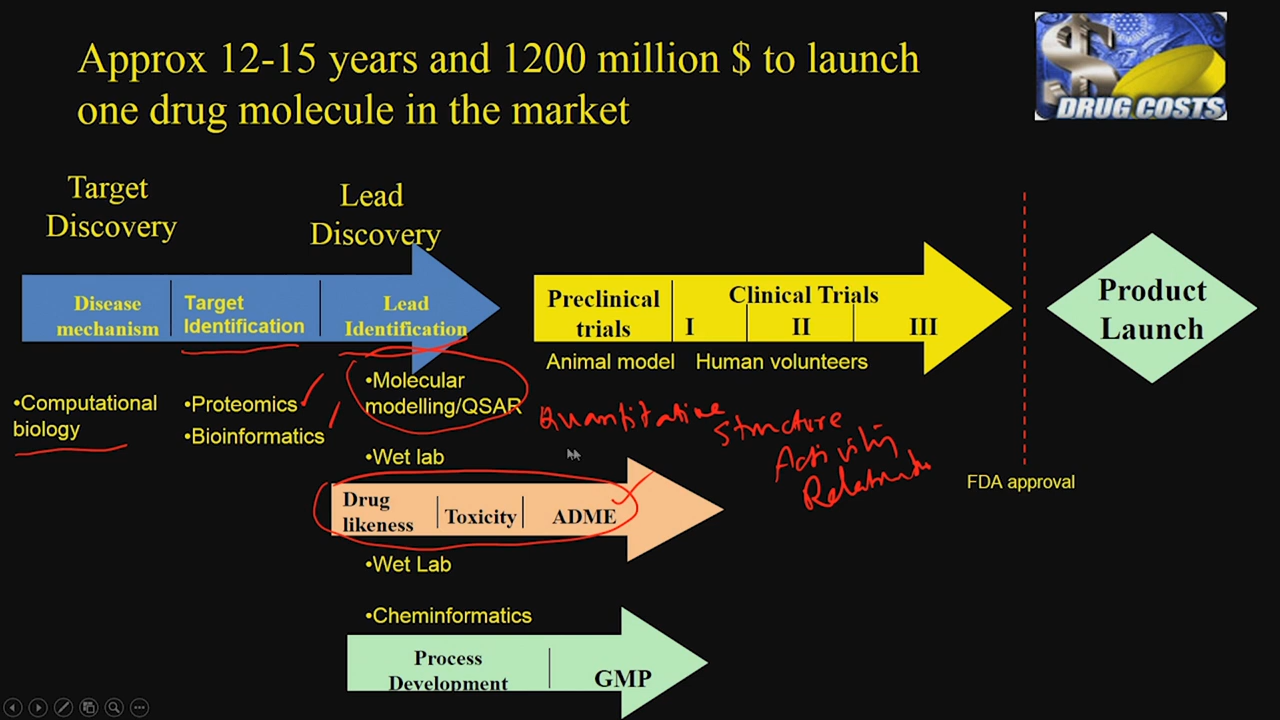 Approx 12-15 years and 1200 million $ to launch
one drug molecule in the market
DRUG COSTS
Target
Discovery
Lead
Discovery
Disease
mechanism
Target
Identification
Lead
Identification
Preclinical
trials
Clinical Trials
I II III
Product
Launch
Animal model
Human volunteers
•Computational
biology
•Proteomics
•Bioinformatics
•Molecular
modelling/QSAR
Quantitative
Structure
Activity
•Wet lab
FDA approval
Drug
likeness
Toxicity
ADME
•Wet Lab
•Cheminformatics
Process
Development
GMP